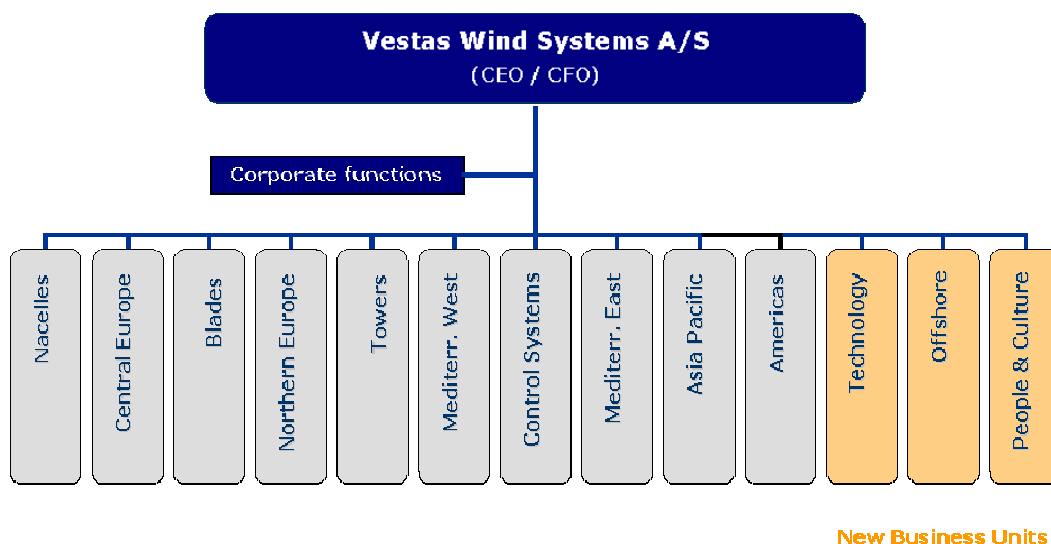 Vestas Wind Systems A/S
(CEO / CFO)
Corporate functions
Nacelles
Central Europe
Blades
Northern Europe
Towers
Mediterr. West
Control Systems
Mediterr. East
Asia Pacific
Americas
Technology
Offshore
People & Culture
New Business Units